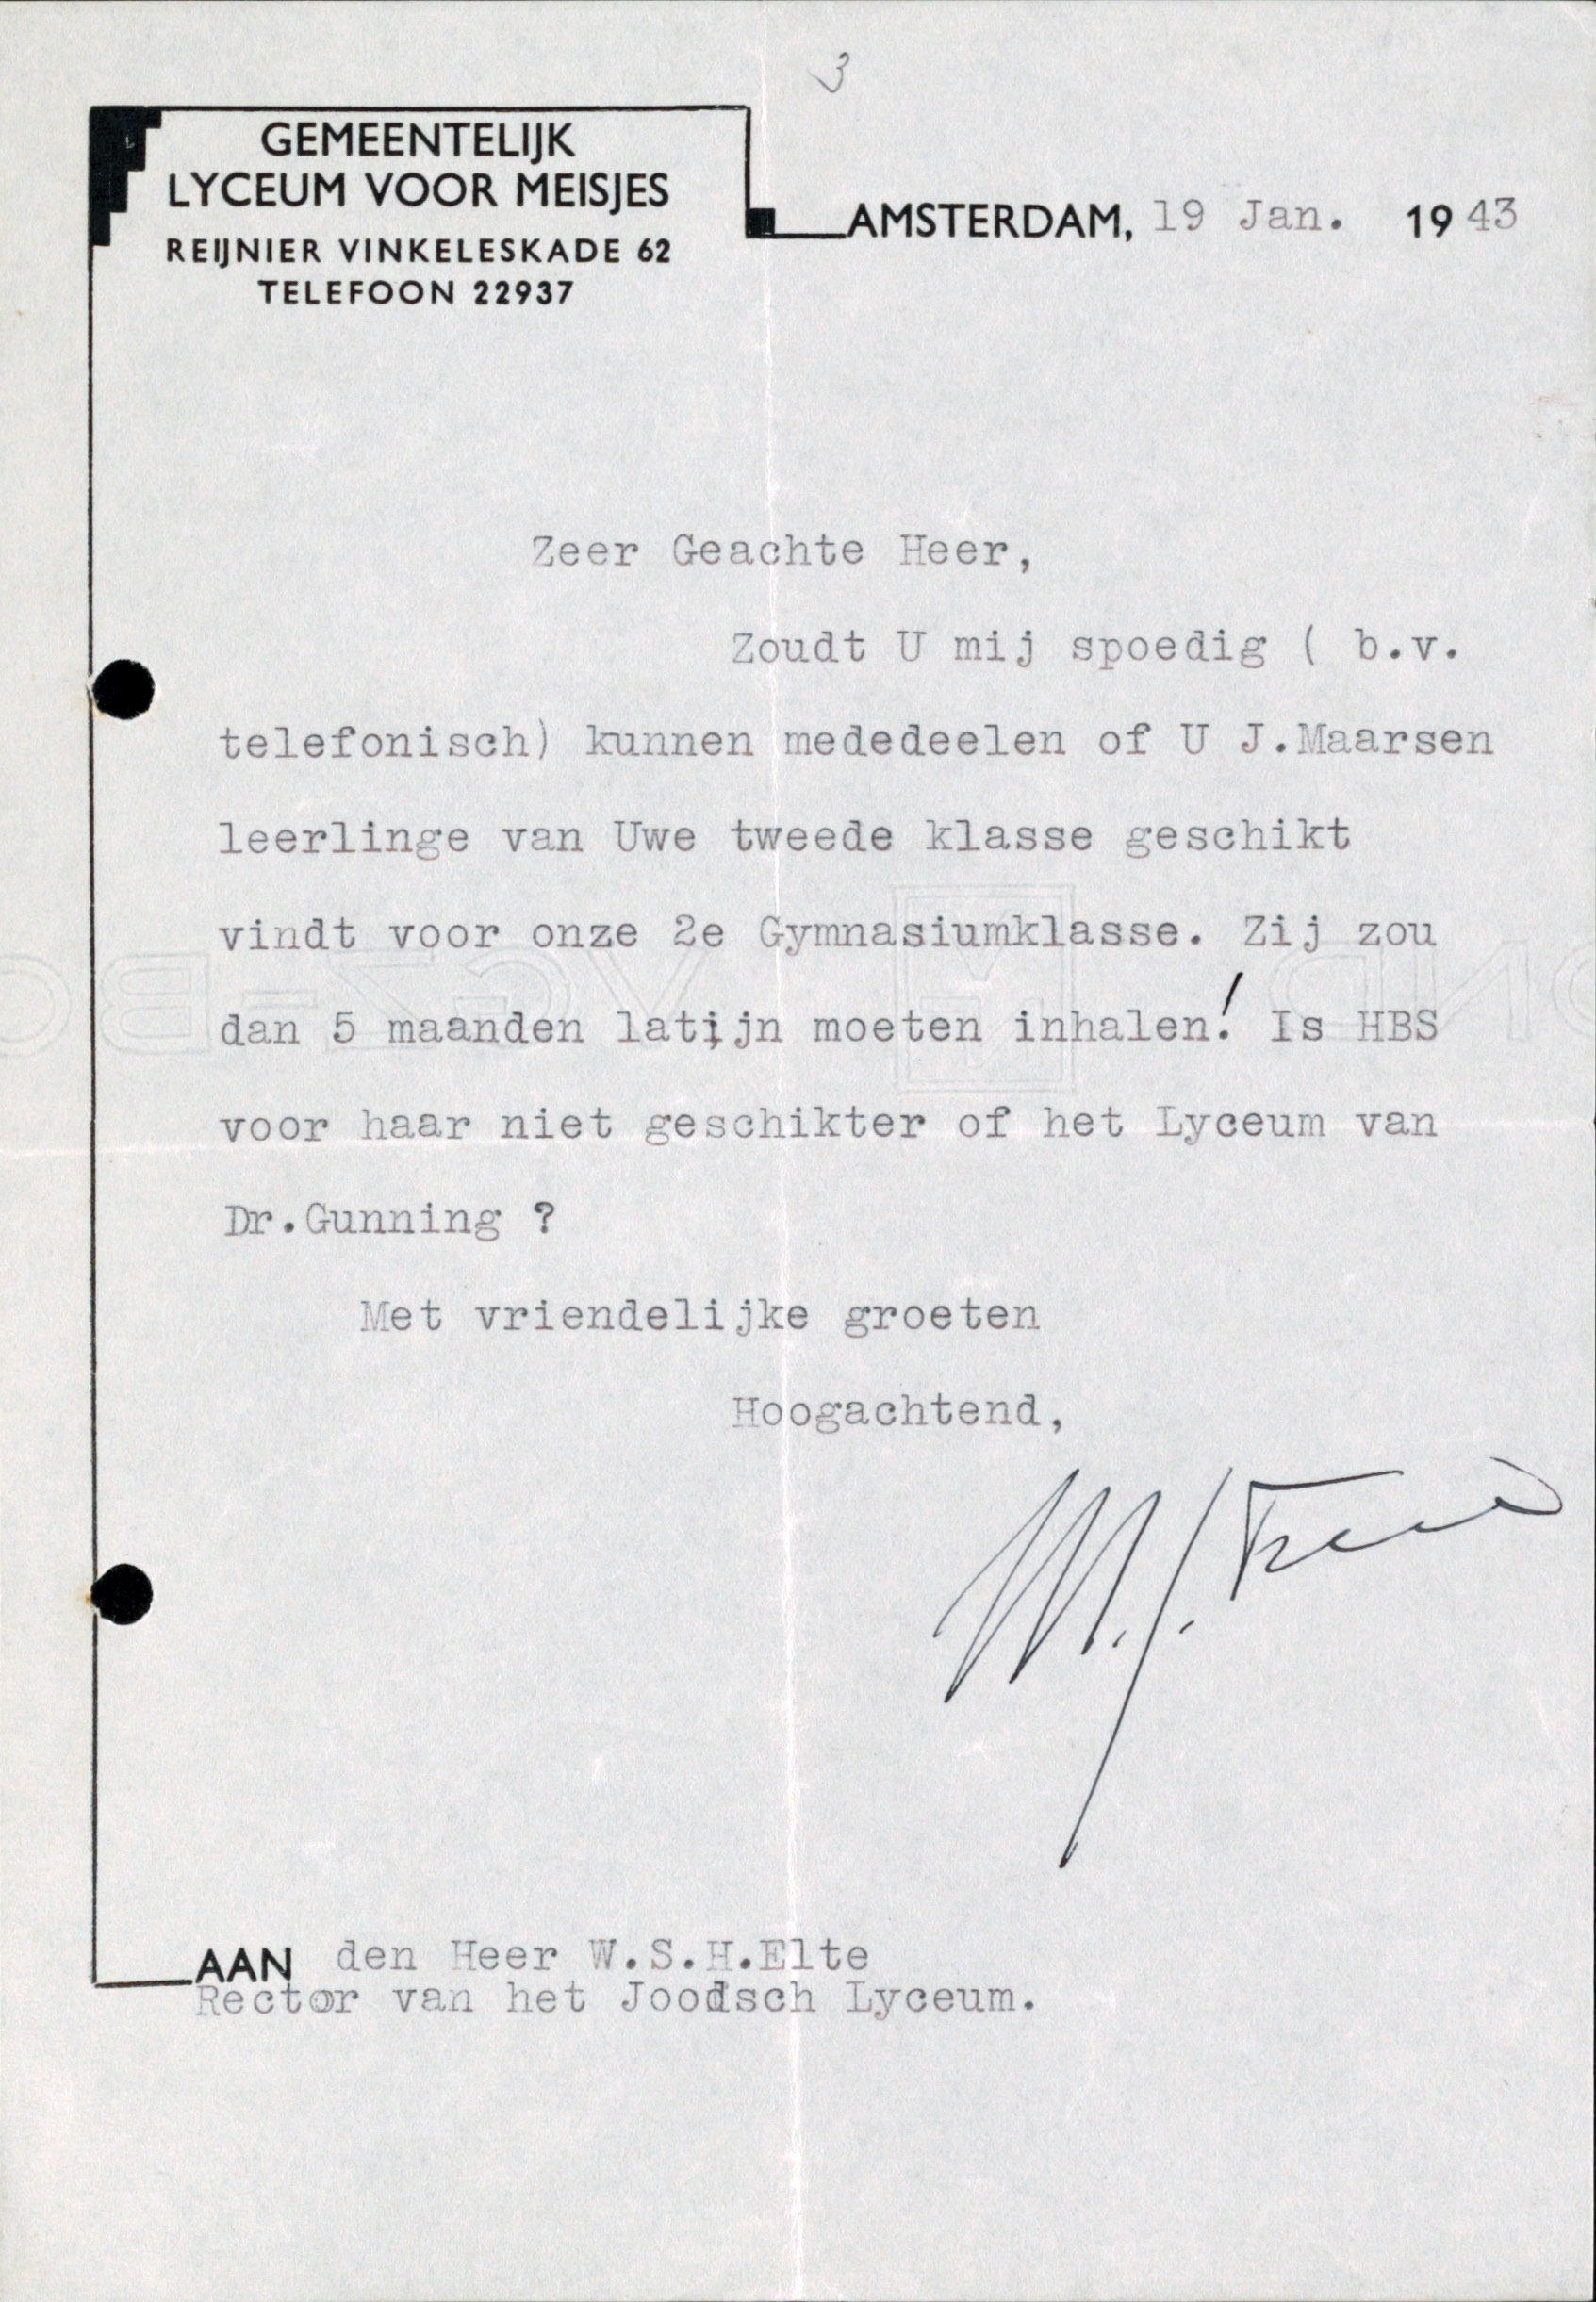 3
GEMEENTELIJK
LYCEUM VOOR MEISJES
REIJNIER VINKELESKADE 62
TELEFOON 22937
AMSTERDAM, 19 Jan. 1943
Zeer Geachte Heer,
Zoudt U mij spoedig ( b.v.
telefonisch) kunnen mededeelen of U J.Maarsen
leerlinge van Uwe tweede klasse geschikt
vindt voor onze 2e Gymnasiumklasse. Zij zou
dan 5 maanden latijn moeten inhalen! Is HBS
voor haar niet geschikter of het Lyceum van
Dr.Gunning ?
Met vriendelijke groeten
Hoogachtend,
M.J.
AAN den Heer W.S.H.Elte
Rector van het Joodsch Lyceum.